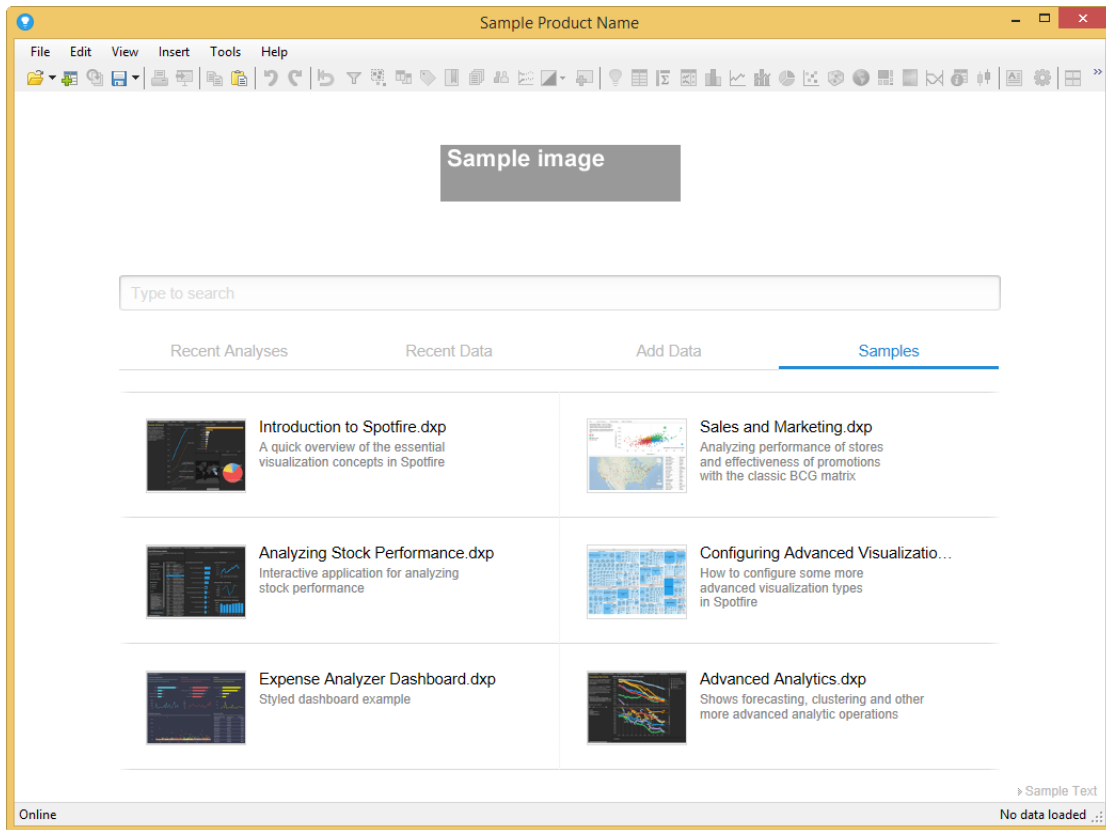 Sample Product Name
File Edit View Insert Tools Help
Sample image
Type to search
Recent Analyses Recent Data Add Data Samples
Introduction to Spotfire.dxp
A quick overview of the essential
visualization concepts in Spotfire
Sales and Marketing.dxp
Analyzing performance of stores
and effectiveness of promotions
with the classic BCG matrix
Analyzing Stock Performance.dxp
Interactive application for analyzing
stock performance
Configuring Advanced Visualizatio...
How to configure some more
advanced visualization types
in Spotfire
Expense Analyzer Dashboard.dxp
Styled dashboard example
Advanced Analytics.dxp
Shows forecasting, clustering and other
more advanced analytic operations
Sample Text
Online No data loaded